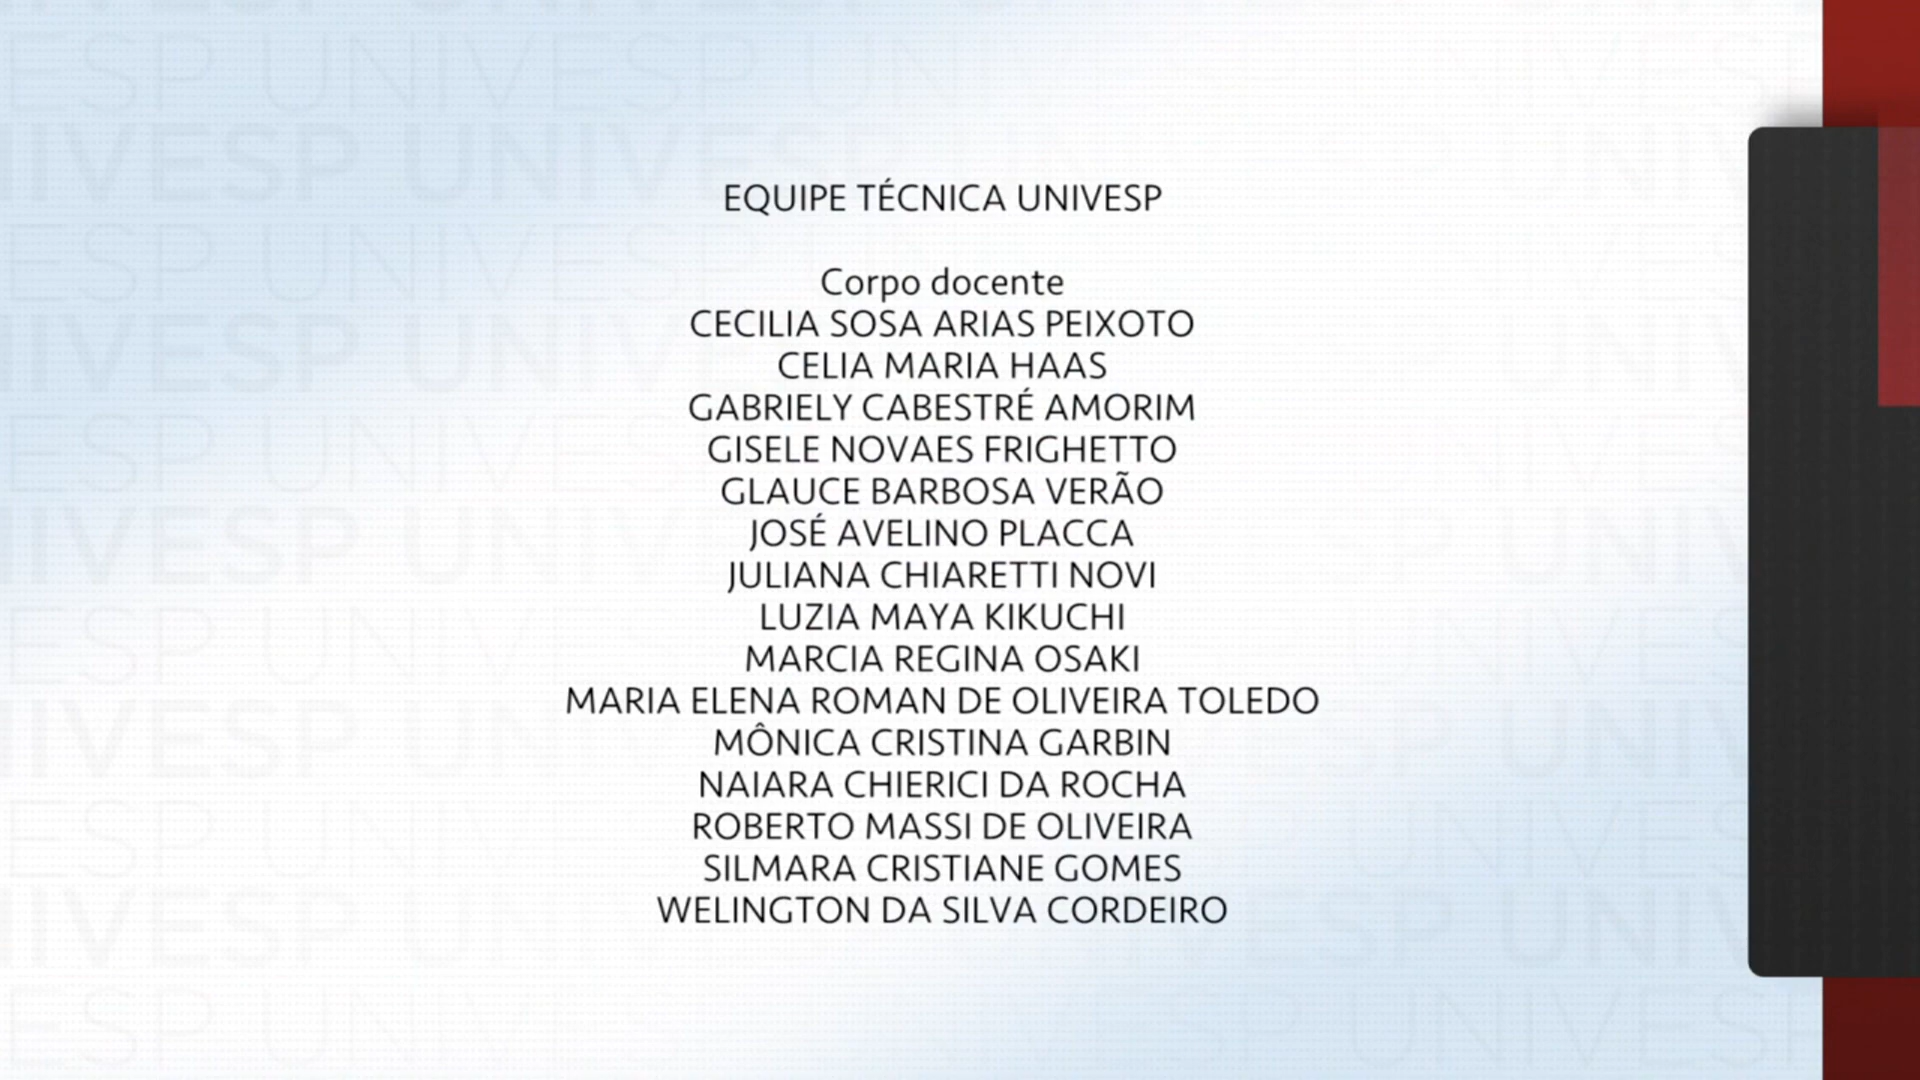 EQUIPE TÉCNICA UNIVESP
Corpo docente
CECILIA SOSA ARIAS PEIXOTO
CELIA MARIA HAAS
GABRIELY CABESTRÉ AMORIM
GISELE NOVAES FRIGHETTO
GLAUCE BARBOSA VERÃO
JOSÉ AVELINO PLACCA
JULIANA CHIARETTI NOVI
LUZIA MAYA KIKUCHI
MARCIA REGINA OSAKI
MARIA ELENA ROMAN DE OLIVEIRA TOLEDO
MÔNICA CRISTINA GARBIN
NAIARA CHIERICI DA ROCHA
ROBERTO MASSI DE OLIVEIRA
SILMARA CRISTIANE GOMES
WELINGTON DA SILVA CORDEIRO